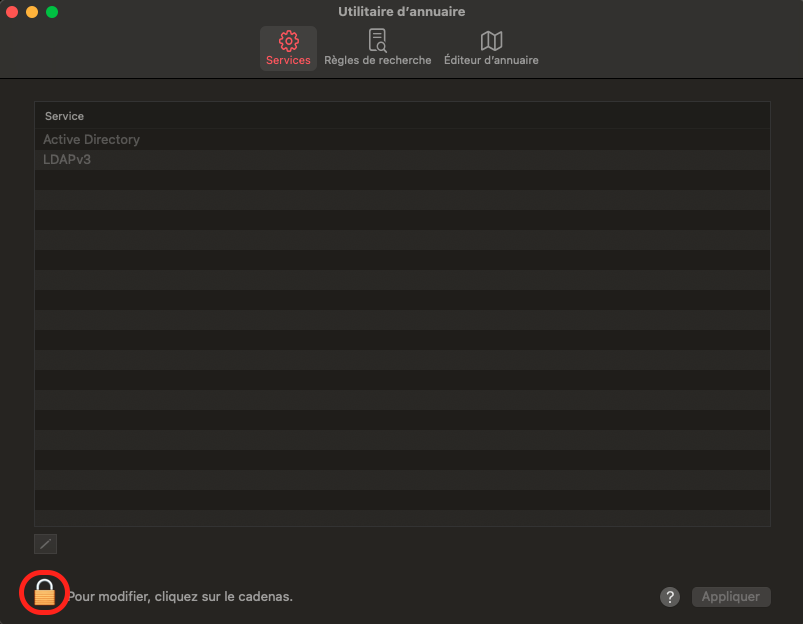 Utilitaire d’annuaire
Services
Règles de recherche
Éditeur d’annuaire
Service
Active Directory
LDAPv3
Pour modifier, cliquez sur le cadenas.
?
Appliquer